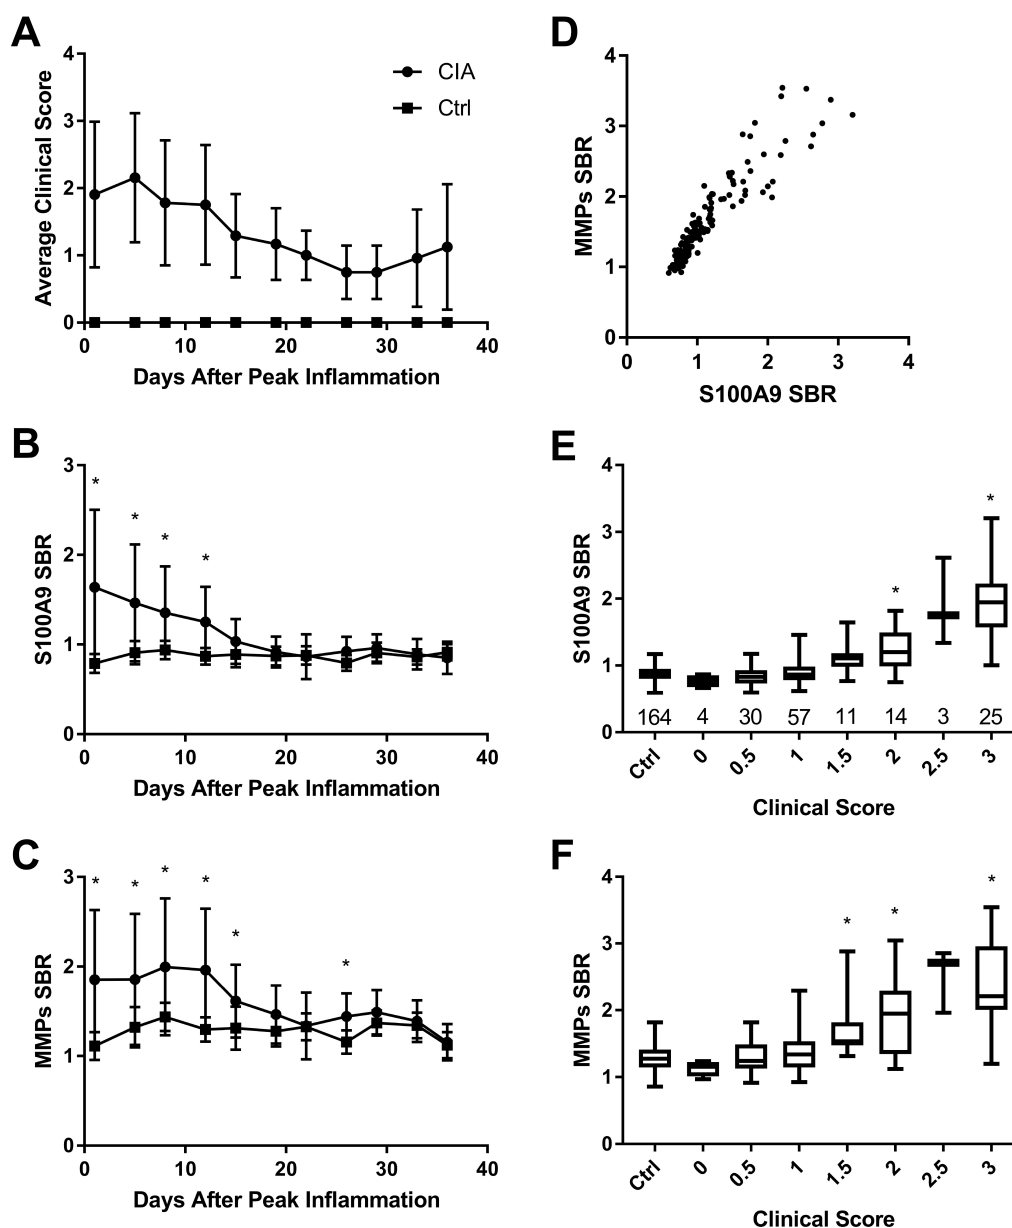 A
4
3
2
1
0
Average Clinical Score
CIA
Ctrl
0 10 20 30 40
Days After Peak Inflammation
B
3
2
1
0
S100A9 SBR
* * * *
0 10 20 30 40
Days After Peak Inflammation
C
3
2
1
0
MMPs SBR
* * * * * *
0 10 20 30 40
Days After Peak Inflammation
D
4
3
2
1
0
MMPs SBR
0 1 2 3 4
S100A9 SBR
E
4
3
2
1
0
S100A9 SBR
* *
164 4 30 57 11 14 3 25
Ctrl 0 0.5 1 1.5 2 2.5 3
Clinical Score
F
4
3
2
1
0
MMPs SBR
* * *
Ctrl 0 0.5 1 1.5 2 2.5 3
Clinical Score